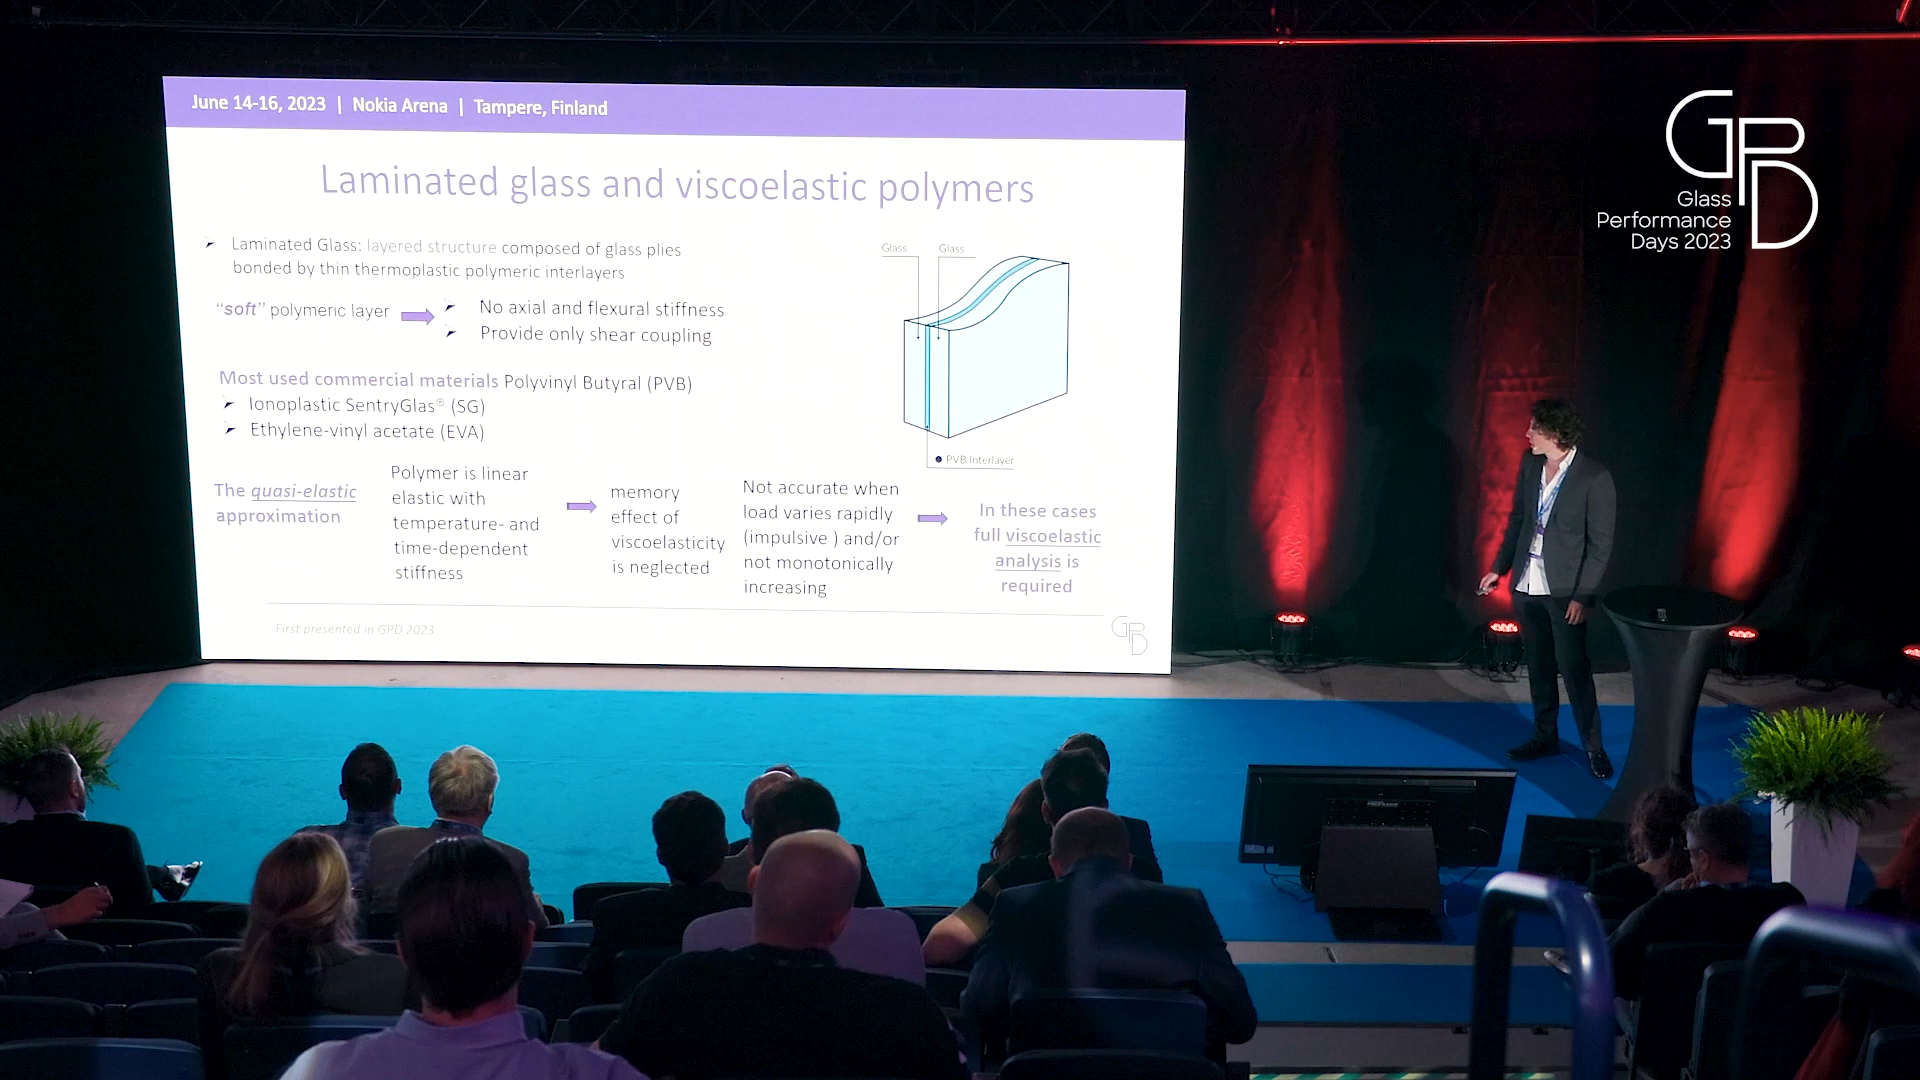 June 14-16, 2023 | Nokia Arena | Tampere, Finland
Laminated glass and viscoelastic polymers
Laminated Glass: layered structure composed of glass plies
bonded by thin thermoplastic polymeric interlayers
“soft” polymeric layer
No axial and flexural stiffness
Provide only shear coupling
Most used commercial materials Polyvinyl Butyral (PVB)
Ionoplastic SentryGlas® (SG)
Ethylene-vinyl acetate (EVA)
Glass
Glass
PVB Interlayer
The quasi-elastic
approximation
Polymer is linear
elastic with
temperature- and
time-dependent
stiffness
memory
effect of
viscoelasticity
is neglected
Not accurate when
load varies rapidly
(impulsive ) and/or
not monotonically
increasing
In these cases
full viscoelastic
analysis is
required
First presented in GPD 2023
GPD
GPD
Glass
Performance
Days 2023